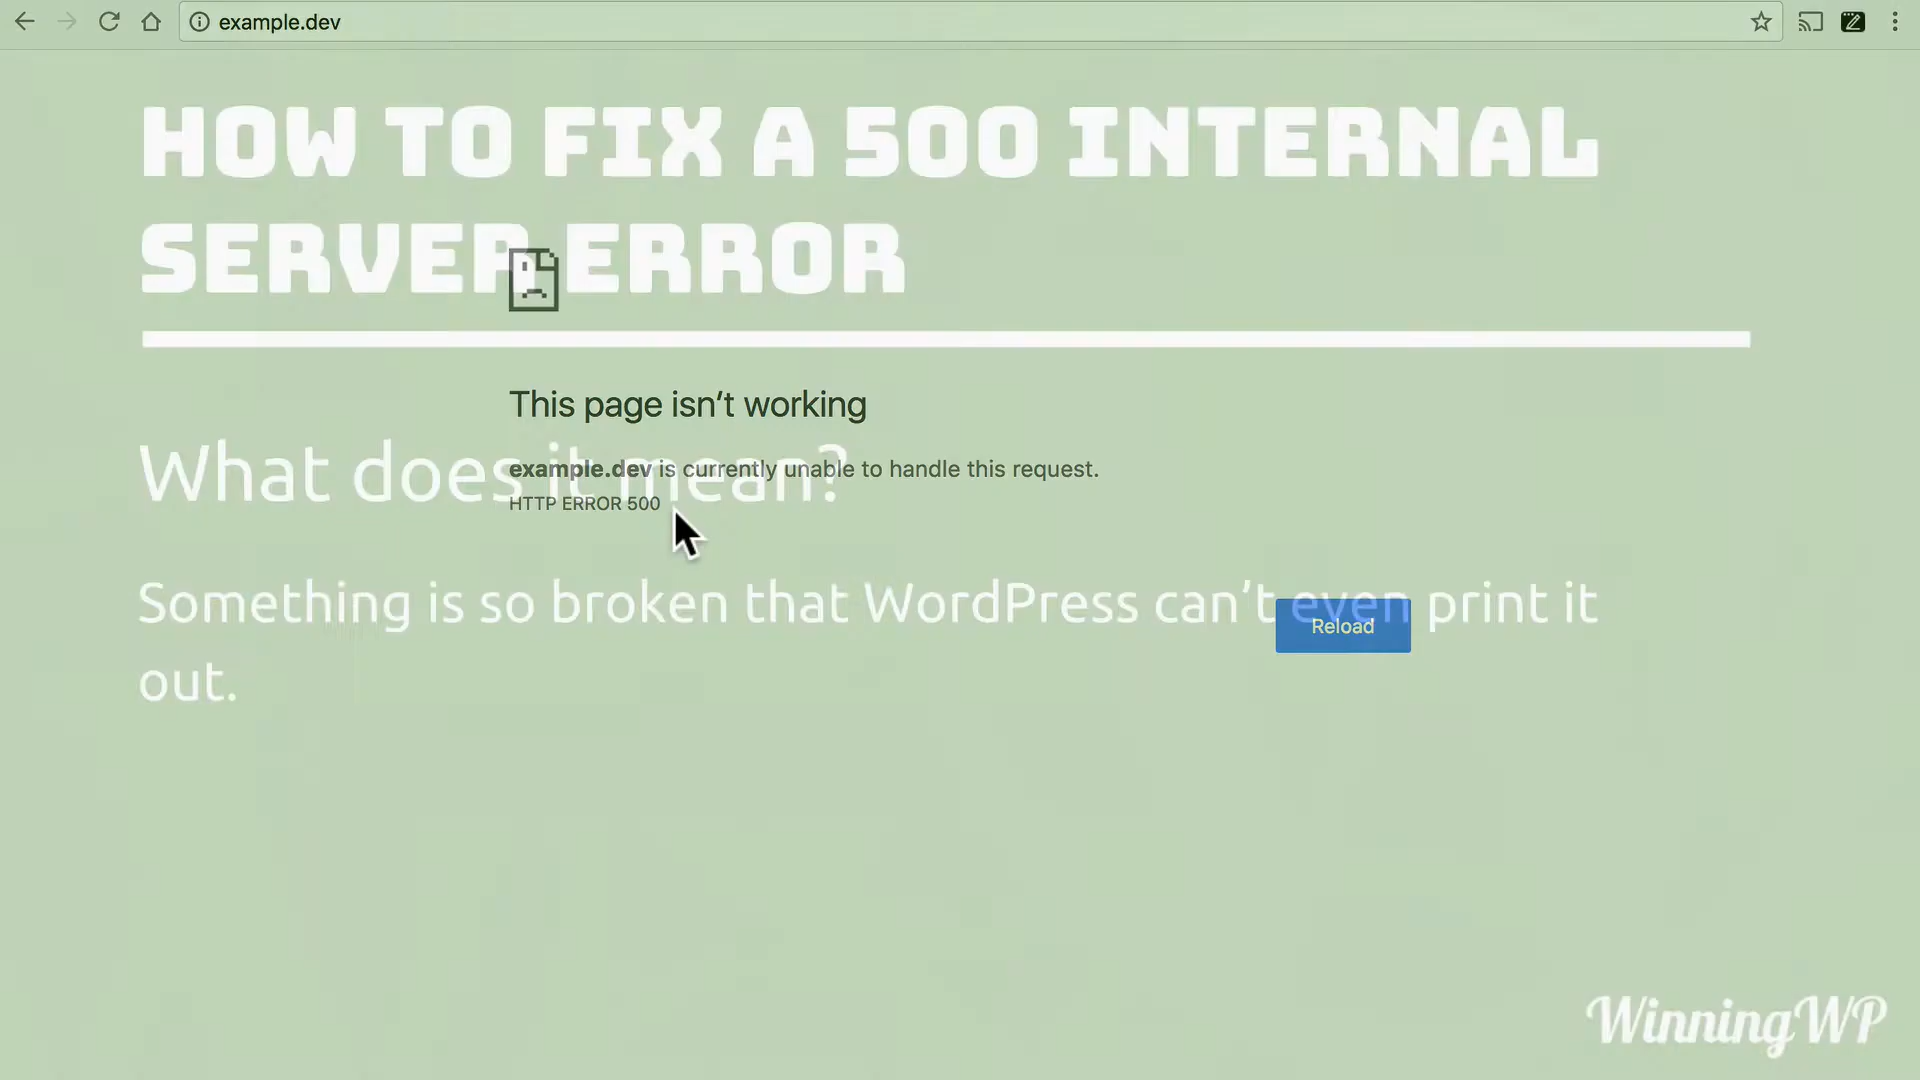 example.dev
HOW TO FIX A 500 INTERNAL
SERVER ERROR
This page isn’t working
What does it mean?
example.dev is currently unable to handle this request.
HTTP ERROR 500
Something is so broken that WordPress can’t even print it
out.
Reload
WinningWP